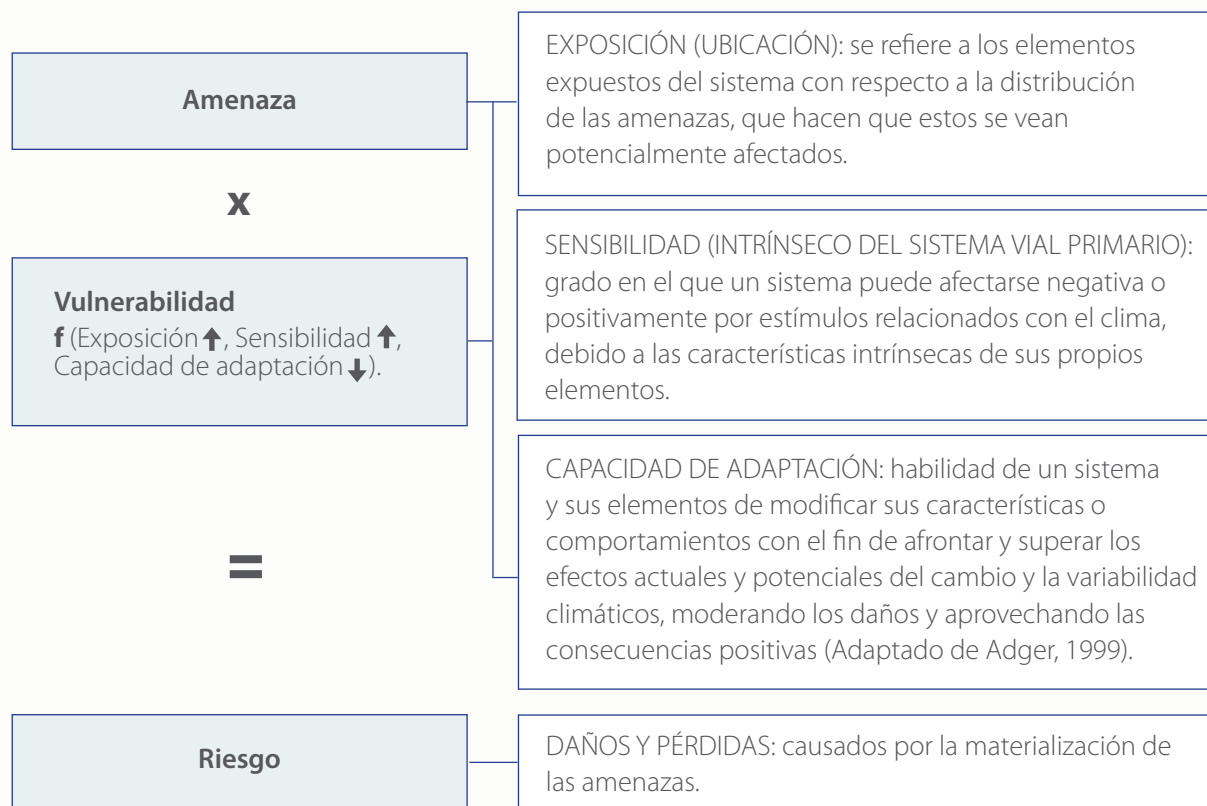 Amenaza
x
Vulnerabilidad
f (Exposición ↑, Sensibilidad ↑,
Capacidad de adaptación ↓).
=
Riesgo
EXPOSICIÓN (UBICACIÓN): se refiere a los elementos
expuestos del sistema con respecto a la distribución
de las amenazas, que hacen que estos se vean
potencialmente afectados.
SENSIBILIDAD (INTRÍNSECO DEL SISTEMA VIAL PRIMARIO):
grado en el que un sistema puede afectarse negativa o
positivamente por estímulos relacionados con el clima,
debido a las características intrínsecas de sus propios
elementos.
CAPACIDAD DE ADAPTACIÓN: habilidad de un sistema
y sus elementos de modificar sus características o
comportamientos con el fin de afrontar y superar los
efectos actuales y potenciales del cambio y la variabilidad
climáticos, moderando los daños y aprovechando las
consecuencias positivas (Adaptado de Adger, 1999).
DAÑOS Y PÉRDIDAS: causados por la materialización de
las amenazas.